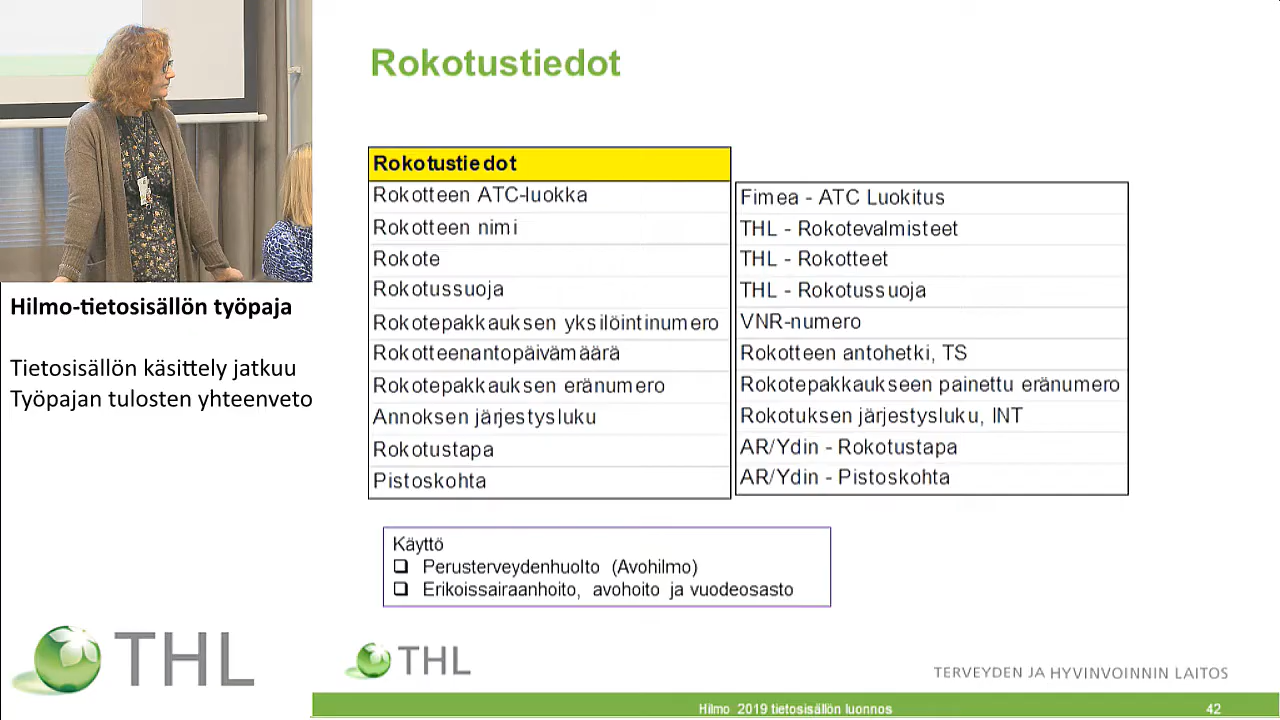 Rokotustiedot
Rokotustiedot
Rokotteen ATC-luokka
Fimea - ATC Luokitus
Rokotteen nimi
THL - Rokotevalmisteet
Rokote
THL - Rokotteet
Rokotussuoja
THL - Rokotussuoja
Rokotepakkauksen yksilöintinumero
VNR-numero
Rokotteenantopäivämäärä
Rokotteen antohetki, TS
Rokotepakkauksen eränumero
Rokotepakkaukseen painettu eränumero
Annoksen järjestysluku
Rokotuksen järjestysluku, INT
Rokotustapa
AR/Ydin - Rokotustapa
Pistoskohta
AR/Ydin - Pistoskohta
Käyttö
Perusterveydenhuolto (Avohilmo)
Erikoissairaanhoito, avohoito ja vuodeosasto
Hilmo-tietosisällön työpaja
Tietosisällön käsittely jatkuu
Työpajan tulosten yhteenveto
THL
THL
TERVEYDEN JA HYVINVOINNIN LAITOS
Hilmo 2019 tietosisällön luonnos
42